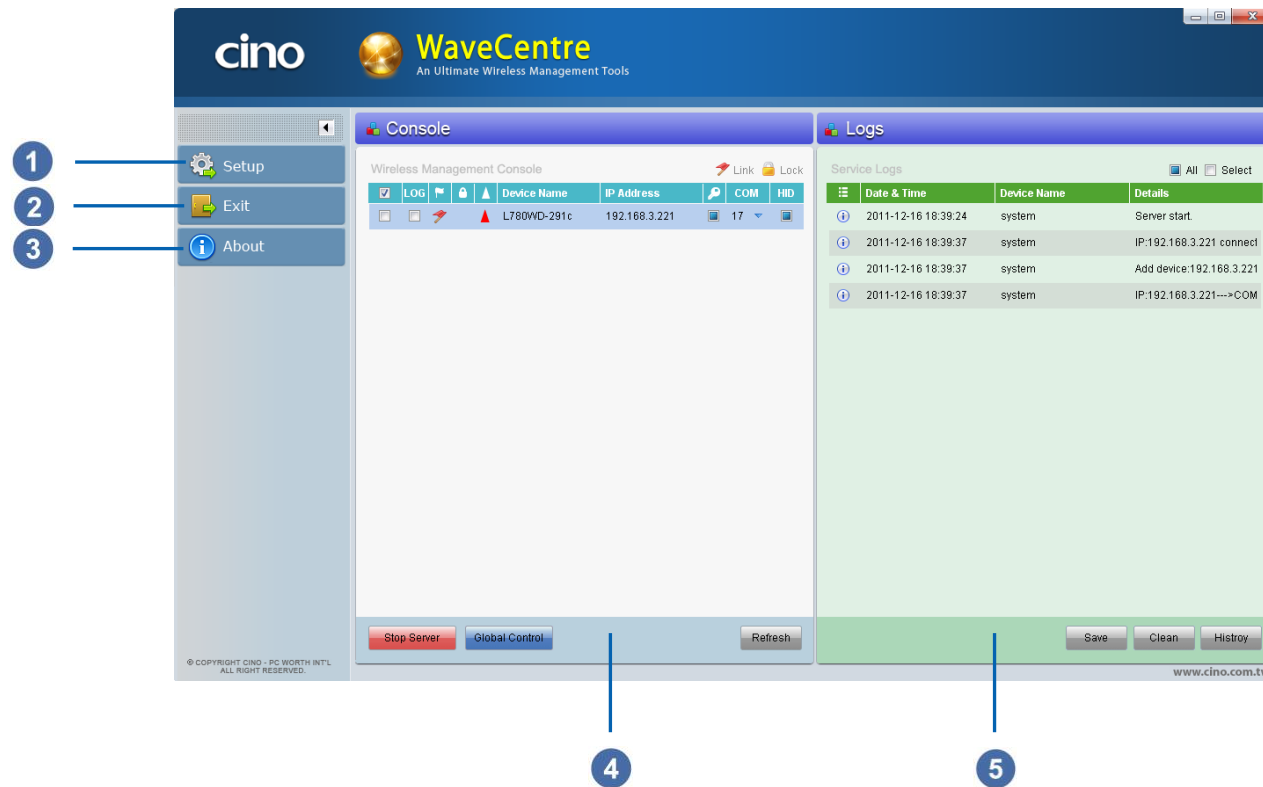 cino
WaveCentre
An Ultimate Wireless Management Tools
1
Setup
2
Exit
3
About
Console
Wireless Management Console
Link Lock
LOG Device Name IP Address COM HID
L780WD-291c 192.168.3.221 17
Stop Server Global Control Refresh
Logs
Service Logs
All Select
Date & Time Device Name Details
2011-12-16 18:39:24 system Server start.
2011-12-16 18:39:37 system IP:192.168.3.221 connect
2011-12-16 18:39:37 system Add device:192.168.3.221
2011-12-16 18:39:37 system IP:192.168.3.221--->COM
Save Clean Histroy
© COPYRIGHT CINO - PC WORTH INT'L
ALL RIGHT RESERVED.
www.cino.com.tw
4
5